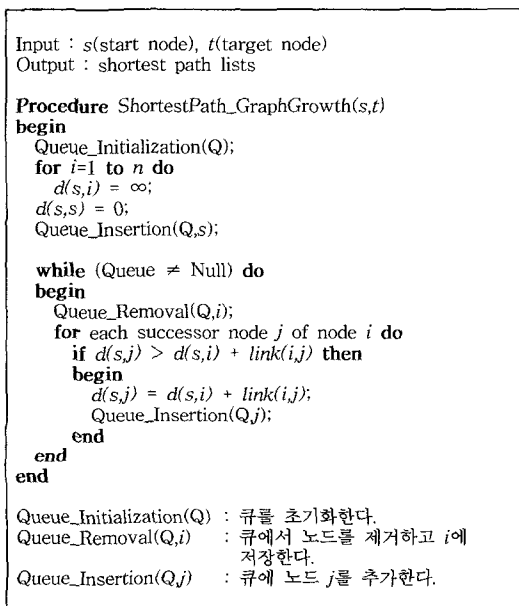 Input : s(start node), t(target node)
Output : shortest path lists
Procedure ShortestPath_GraphGrowth(s,t)
begin
Queue_Initialization(Q);
for i=1 to n do
d(s,i) = ∞;
d(s,s) = 0;
Queue_Insertion(Q,s);
while (Queue ≠ Null) do
begin
Queue_Removal(Q,i);
for each successor node j of node i do
if d(s,j) > d(s,i) + link(i,j) then
begin
d(s,j) = d(s,i) + link(i,j);
Queue_Insertion(Q,j);
end
end
end
Queue_Initialization(Q) : 큐를 초기화한다.
Queue_Removal(Q,i) : 큐에서 노드를 제거하고 i에
저장한다.
Queue_Insertion(Q,j) : 큐에 노드 j를 추가한다.